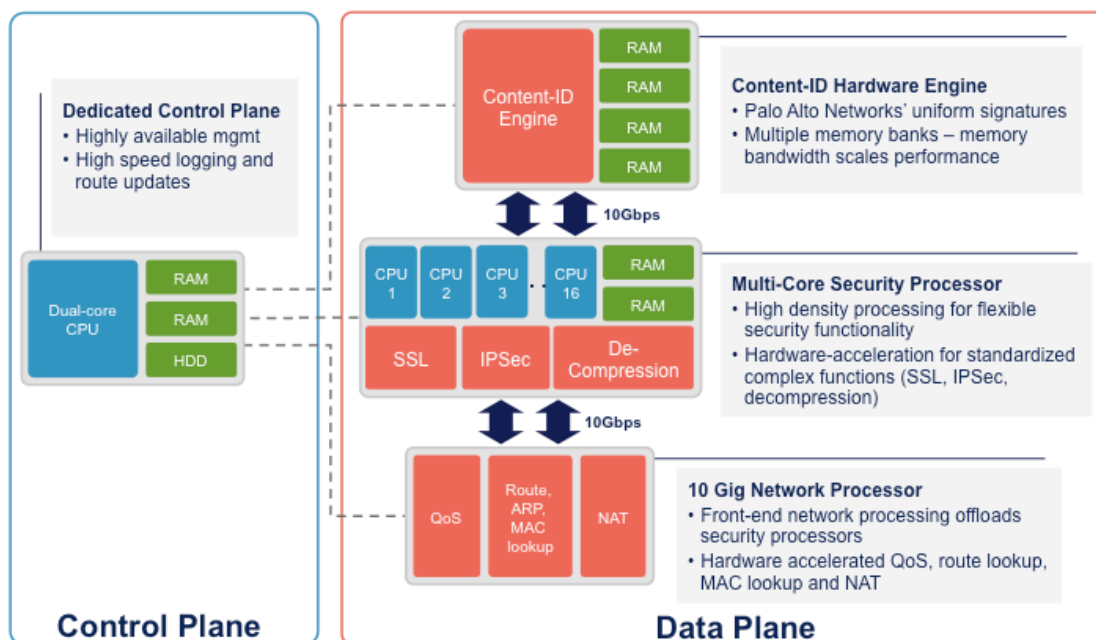 Dedicated Control Plane
• Highly available mgmt
• High speed logging and
route updates
Dual-core
CPU
RAM
RAM
HDD
Control Plane
Content-ID
Engine
RAM
RAM
RAM
RAM
Content-ID Hardware Engine
• Palo Alto Networks' uniform signatures
• Multiple memory banks – memory
bandwidth scales performance
10Gbps
CPU
1
CPU
2
CPU
3
. .
CPU
16
RAM
RAM
SSL
IPSec
De-
Compression
Multi-Core Security Processor
• High density processing for flexible
security functionality
• Hardware-acceleration for standardized
complex functions (SSL, IPSec,
decompression)
10Gbps
QoS
Route,
ARP,
MAC
lookup
NAT
10 Gig Network Processor
• Front-end network processing offloads
security processors
• Hardware accelerated QoS, route lookup,
MAC lookup and NAT
Data Plane